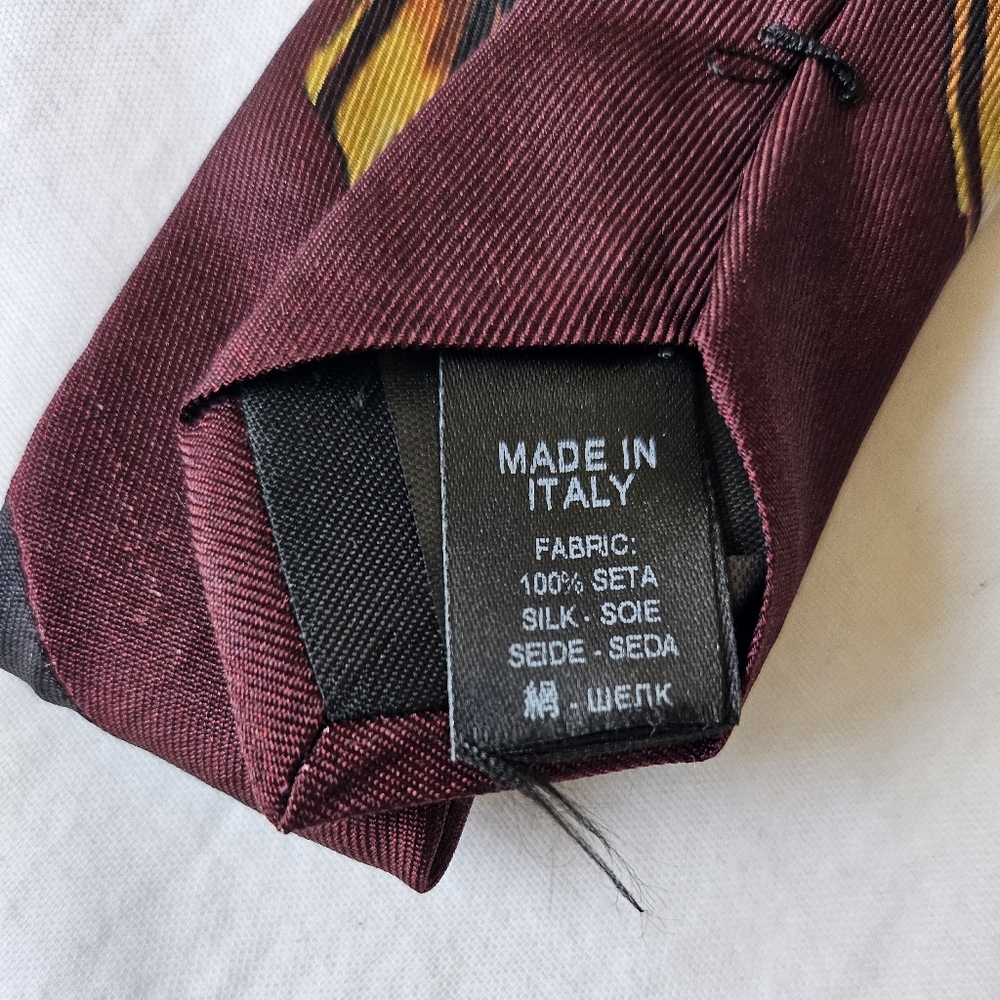 MADE IN
ITALY
FABRIC:
100% SETA
SILK - SOIE
SEIDE - SEDA
絹 - ШЕЛК